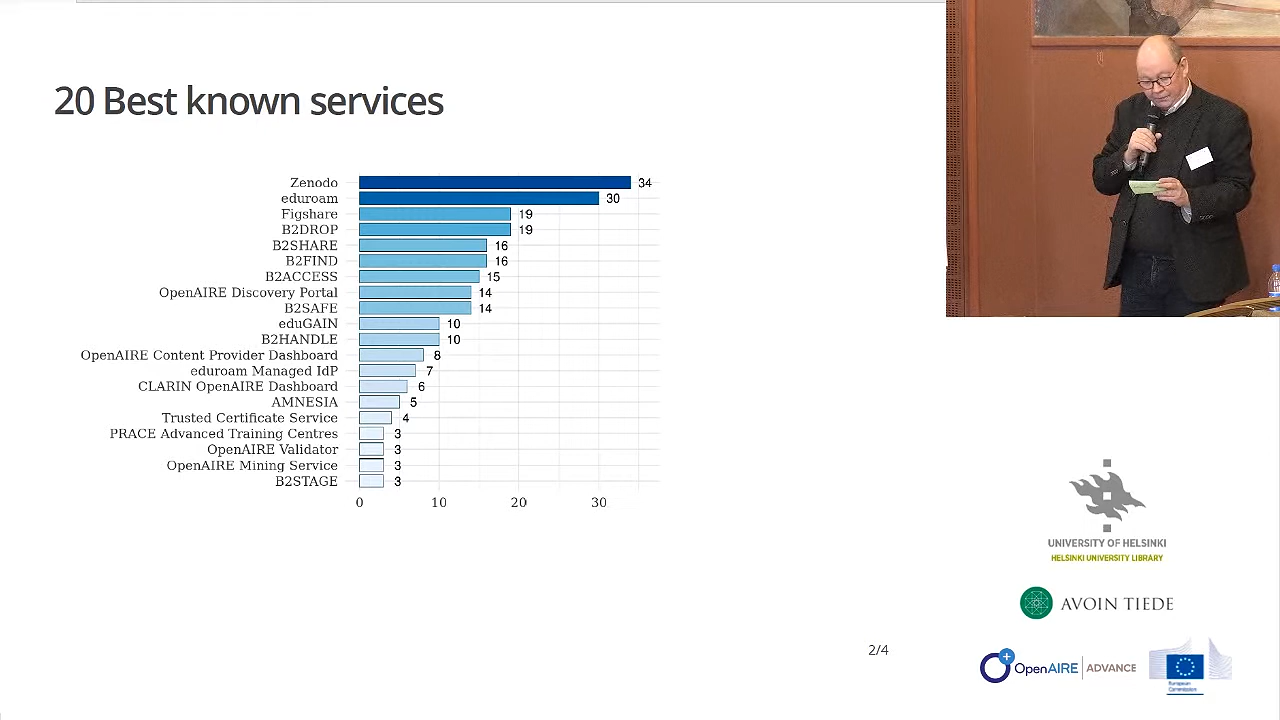 20 Best known services
Zenodo 34
eduroam 30
Figshare 19
B2DROP 19
B2SHARE 16
B2FIND 16
B2ACCESS 15
OpenAIRE Discovery Portal 14
B2SAFE 14
eduGAIN 10
B2HANDLE 10
OpenAIRE Content Provider Dashboard 8
eduroam Managed IdP 7
CLARIN OpenAIRE Dashboard 6
AMNESIA 5
Trusted Certificate Service 4
PRACE Advanced Training Centres 3
OpenAIRE Validator 3
OpenAIRE Mining Service 3
B2STAGE 3
0 10 20 30
UNIVERSITY OF HELSINKI
HELSINKI UNIVERSITY LIBRARY
AVOIN TIEDE
2/4
OpenAIRE ADVANCE
European
Commission